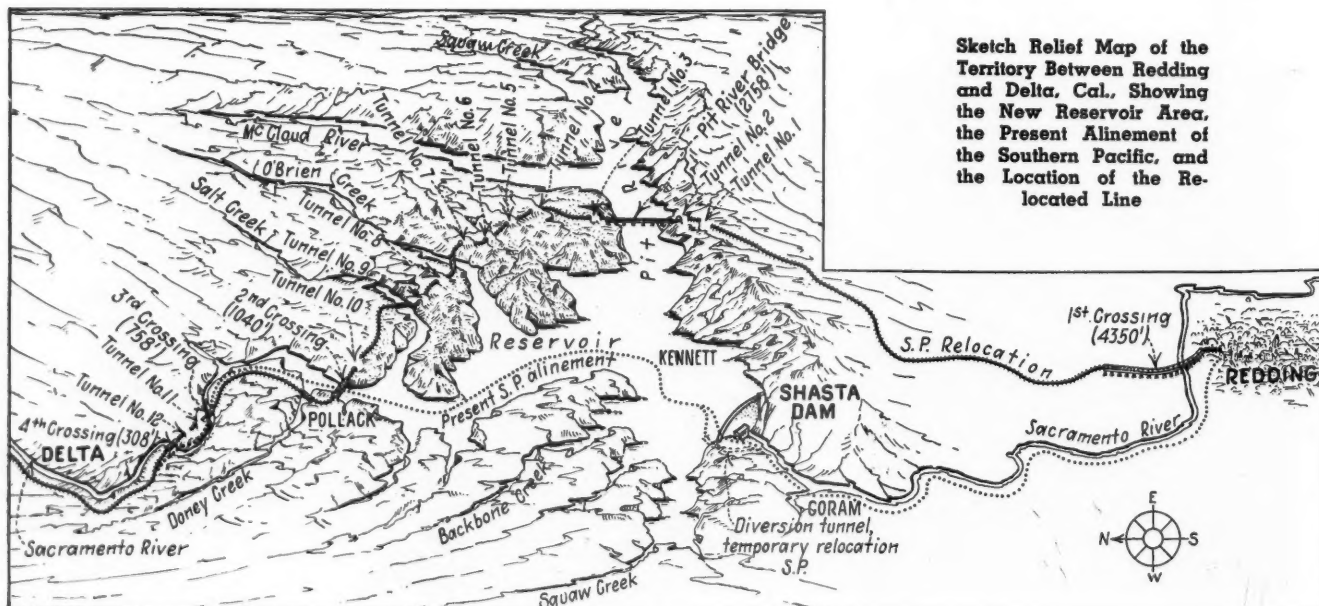 Sketch Relief Map of the
Territory Between Redding
and Delta, Cal., Showing
the New Reservoir Area,
the Present Alinement of
the Southern Pacific, and
the Location of the Re-
located Line
Squaw Creek
Pit River
Tunnel No. 3
Pit River Bridge
(2758')
Tunnel No. 2
Tunnel No. 1
Tunnel No. 4
Tunnel No. 5
Tunnel No. 6
Tunnel No. 7
McCloud River
O'Brien Creek
Tunnel No. 8
Salt Creek
Tunnel No. 9
Tunnel No. 10
2nd Crossing
(1040')
3rd Crossing
(758')
Tunnel No. 11
Tunnel No. 12
4th Crossing (308')
DELTA
Sacramento River
Doney Creek
POLLACK
Present S.P. alinement
Reservoir
KENNETT
SHASTA
DAM
Backbone Creek
Squaw Creek
CORAM
Diversion tunnel,
temporary relocation
S.P.
S.P. Relocation
1st Crossing
(4350')
REDDING
Sacramento River
E
N
S
W